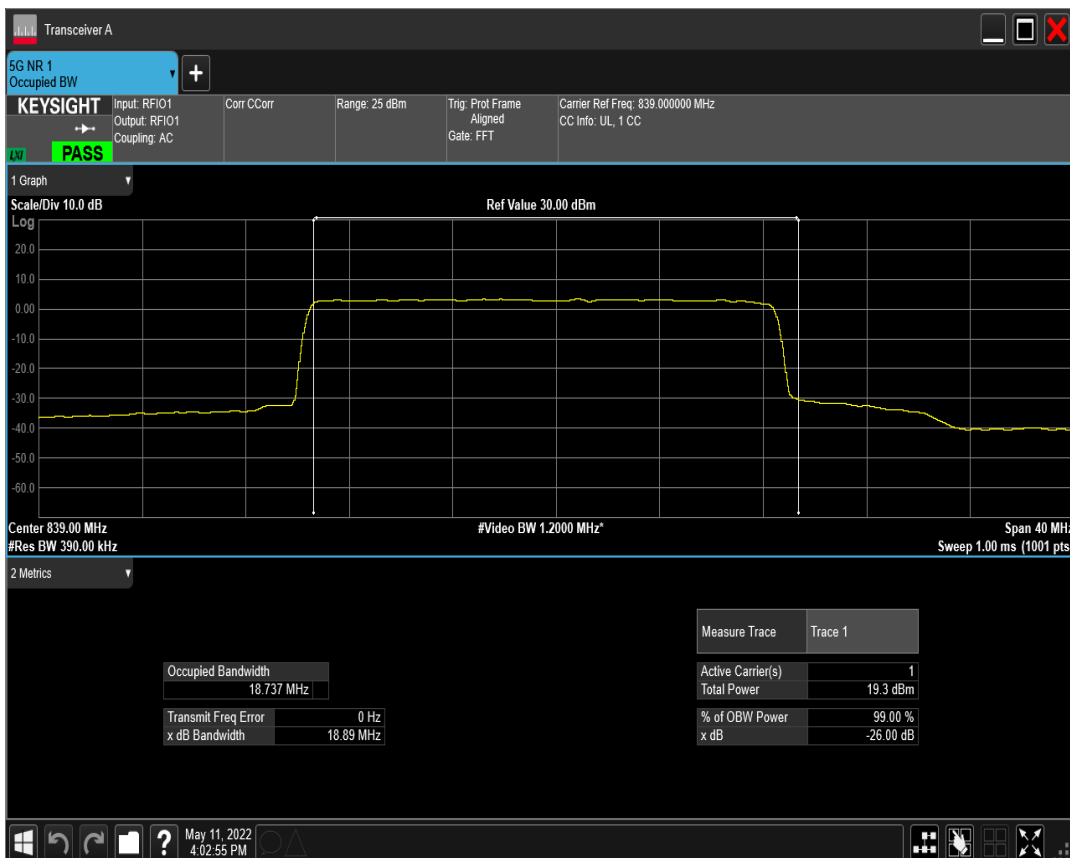 Transceiver A
5G NR 1
Occupied BW
KEYSIGHT
LXI
PASS
Input: RFIO1
Output: RFIO1
Coupling: AC
Corr CCorr
Range: 25 dBm
Trig: Prot Frame
Aligned
Gate: FFT
Carrier Ref Freq: 839.000000 MHz
CC Info: UL, 1 CC
1 Graph
Scale/Div 10.0 dB
Ref Value 30.00 dBm
Log
20.0
10.0
0.00
-10.0
-20.0
-30.0
-40.0
-50.0
-60.0
Center 839.00 MHz
#Video BW 1.2000 MHz*
Span 40 MHz
#Res BW 390.00 kHz
Sweep 1.00 ms (1001 pts
2 Metrics
Measure Trace Trace 1
Occupied Bandwidth
18.737 MHz
Active Carrier(s) 1
Total Power 19.3 dBm
Transmit Freq Error 0 Hz
x dB Bandwidth 18.89 MHz
% of OBW Power 99.00 %
x dB -26.00 dB
?
May 11, 2022
4:02:55 PM